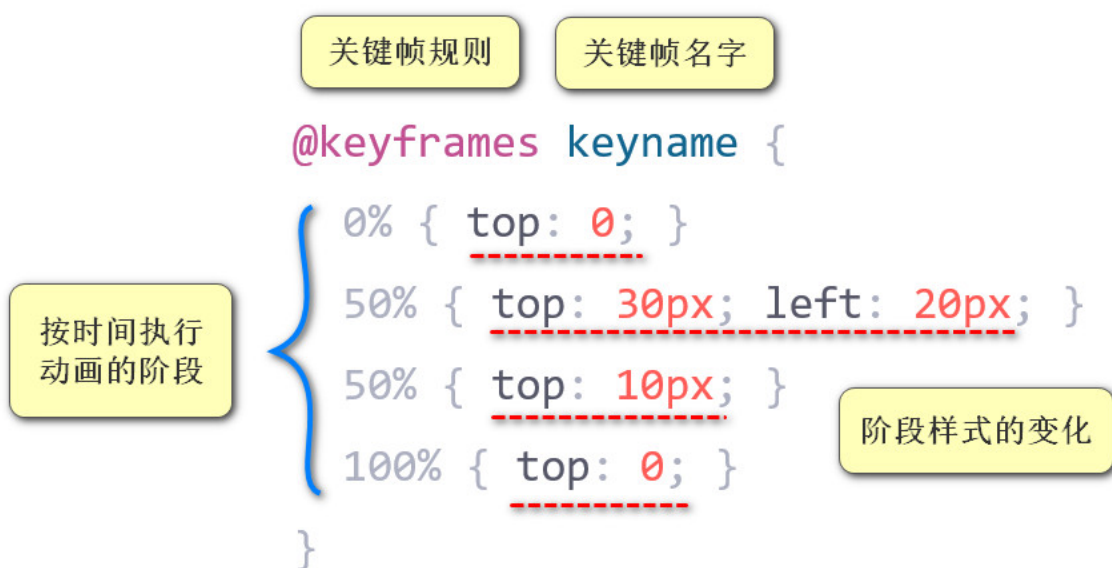 关键帧规则 关键帧名字
@keyframes keyname {
0% { top: 0; }
50% { top: 30px; left: 20px; }
按时间执行
动画的阶段
50% { top: 10px; }
阶段样式的变化
100% { top: 0; }
}